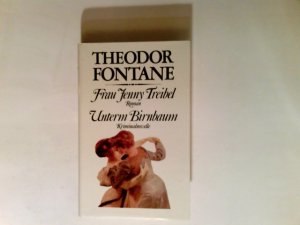 THEODOR
FONTANE
Frau Jenny Treibel
Roman
Unterm Birnbaum
Kriminalnovelle